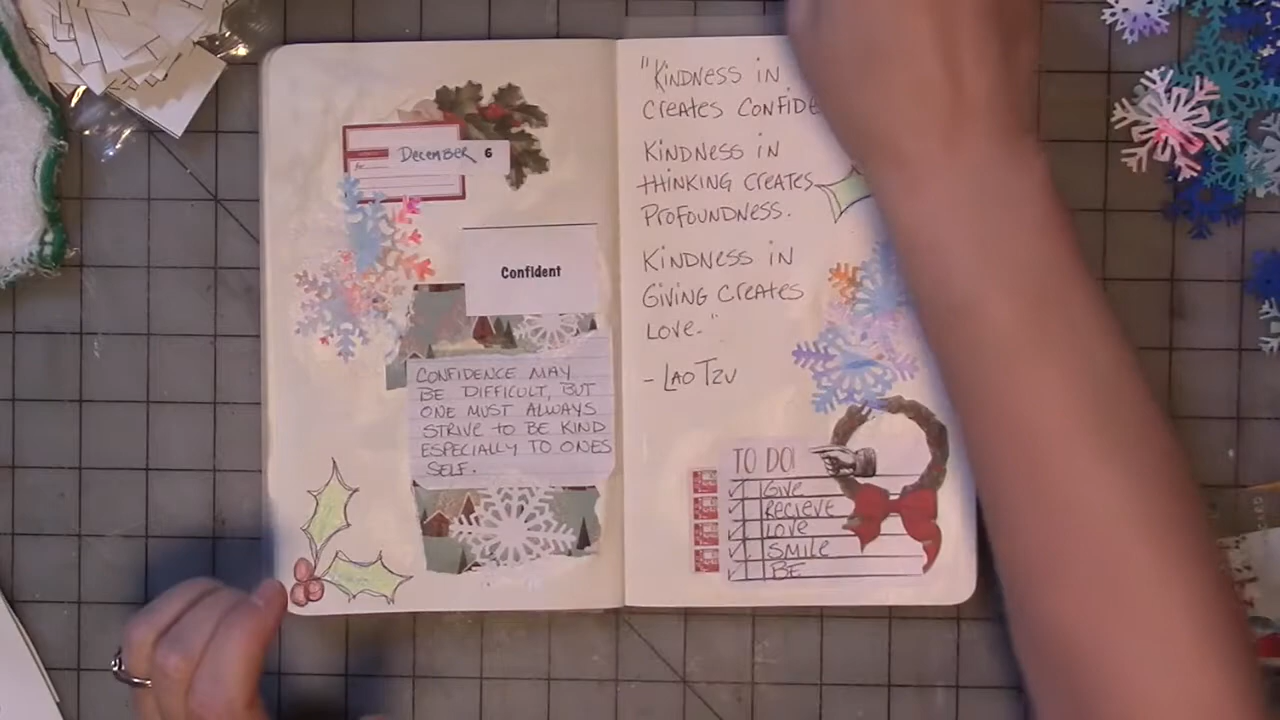 December 6
Confident
CONFIDENCE MAY
BE DIFFICULT, BUT
ONE MUST ALWAYS
STRIVE TO BE KIND
ESPECIALLY TO ONES
SELF.
"KINDNESS IN
CREATES CONFIDE
KINDNESS IN
THINKING CREATES
PROFOUNDNESS.
KINDNESS IN
GIVING CREATES
LOVE."
- LAO TZU
TO DO
GIVE
RECIEVE
LOVE
SMILE
BE